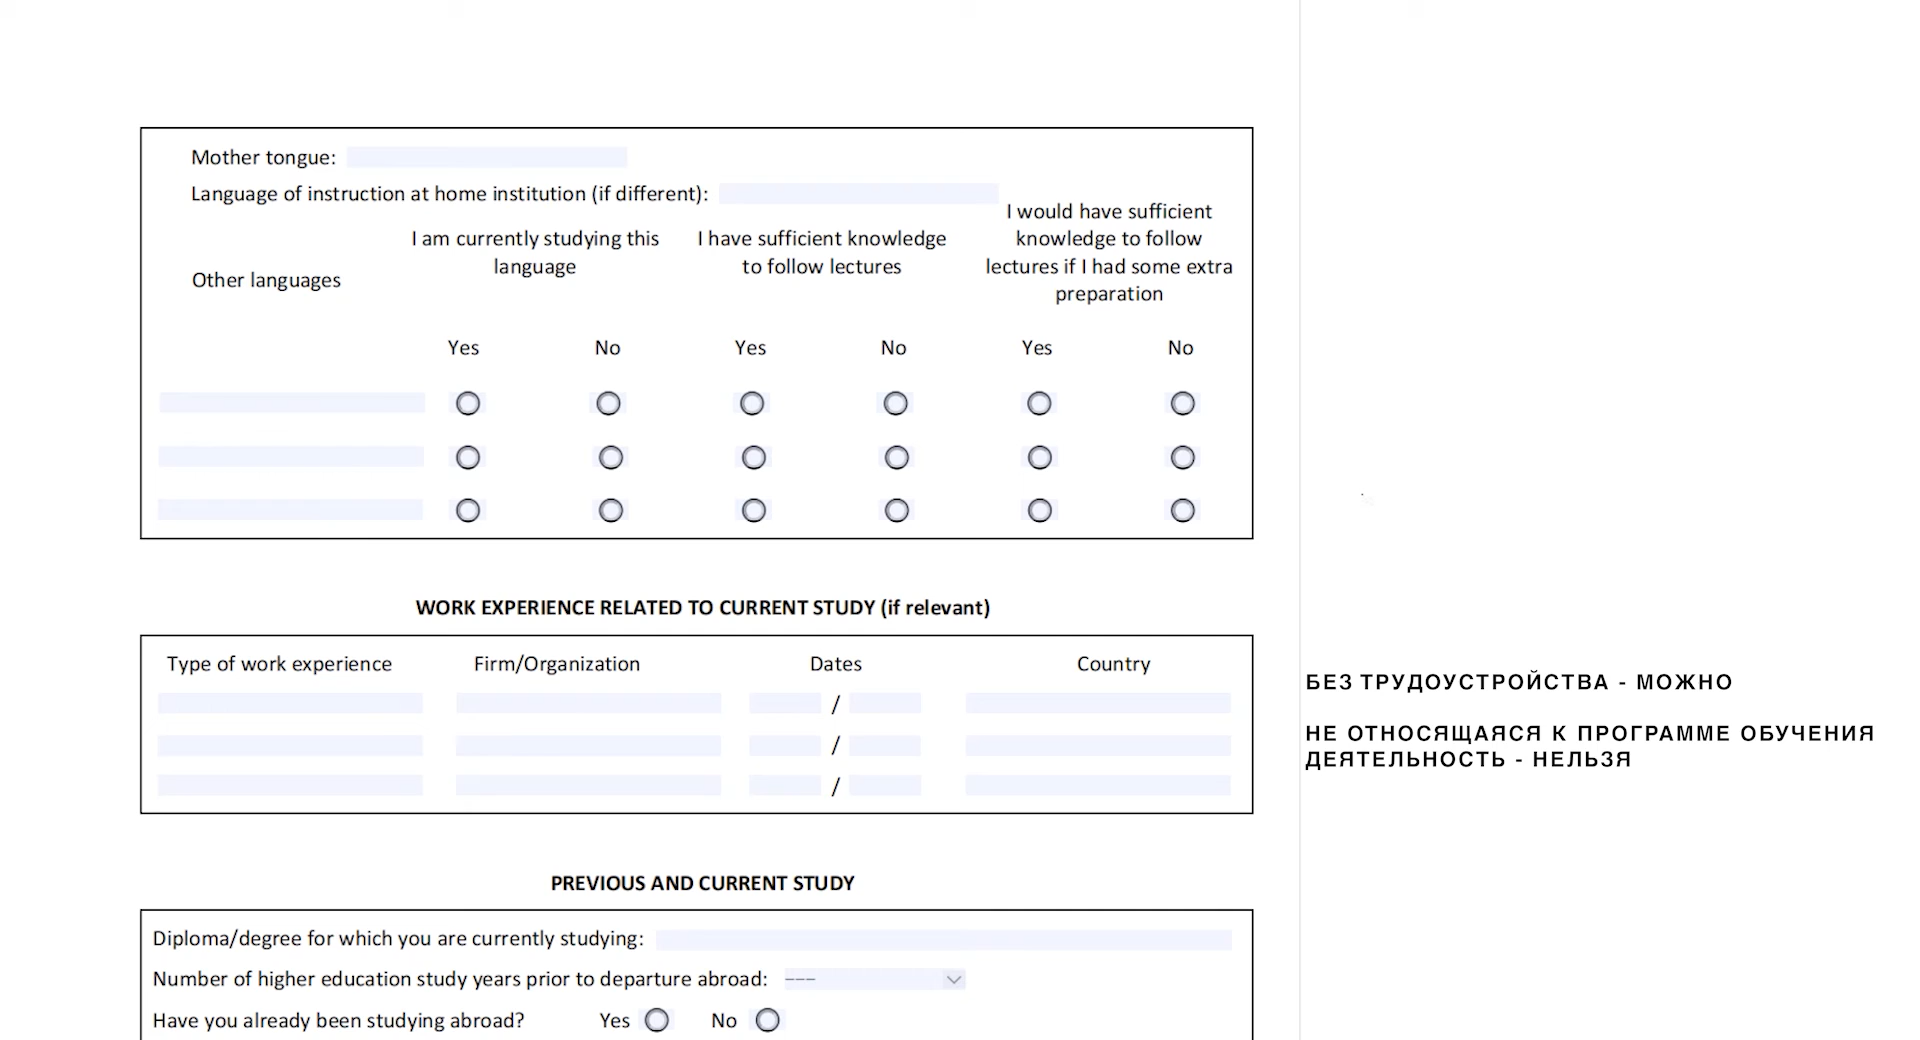 Mother tongue:
Language of instruction at home institution (if different):
Other languages
I am currently studying this
language
I have sufficient knowledge
to follow lectures
I would have sufficient
knowledge to follow
lectures if I had some extra
preparation
Yes No Yes No Yes No
WORK EXPERIENCE RELATED TO CURRENT STUDY (if relevant)
Type of work experience Firm/Organization Dates Country
/
/
/
БЕЗ ТРУДОУСТРОЙСТВА - МОЖНО
НЕ ОТНОСЯЩАЯСЯ К ПРОГРАММЕ ОБУЧЕНИЯ
ДЕЯТЕЛЬНОСТЬ - НЕЛЬЗЯ
PREVIOUS AND CURRENT STUDY
Diploma/degree for which you are currently studying:
Number of higher education study years prior to departure abroad: ---
Have you already been studying abroad? Yes No